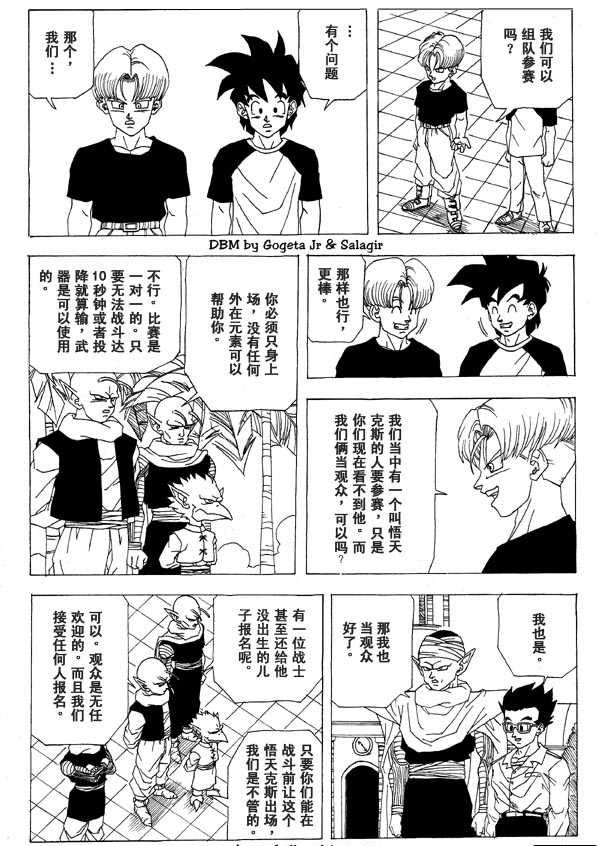 那个，
我们…
…
有个问题
我们可以
组队参赛
吗？
DBM by Gogeta Jr & Salagir
不行。比赛是
一对一的。只
要无法战斗达
10秒钟或者投
降就算输，武
器是可以使用
的。
你必须只身上
场，没有任何
外在元素可以
帮助你。
那样也行，
更棒。
我们当中有一个叫悟天
克斯的人要参赛，只是
你们现在看不到他。而
我们俩当观众，可以吗？
可以。观众是无任
欢迎的。而且我们
接受任何人报名。
有一位战士
甚至还给他
没出生的儿
子报名呢。
只要你们能在
战斗前让这个
悟天克斯出场，
我们是不管的。
那我也
当观众
好了。
我也是。